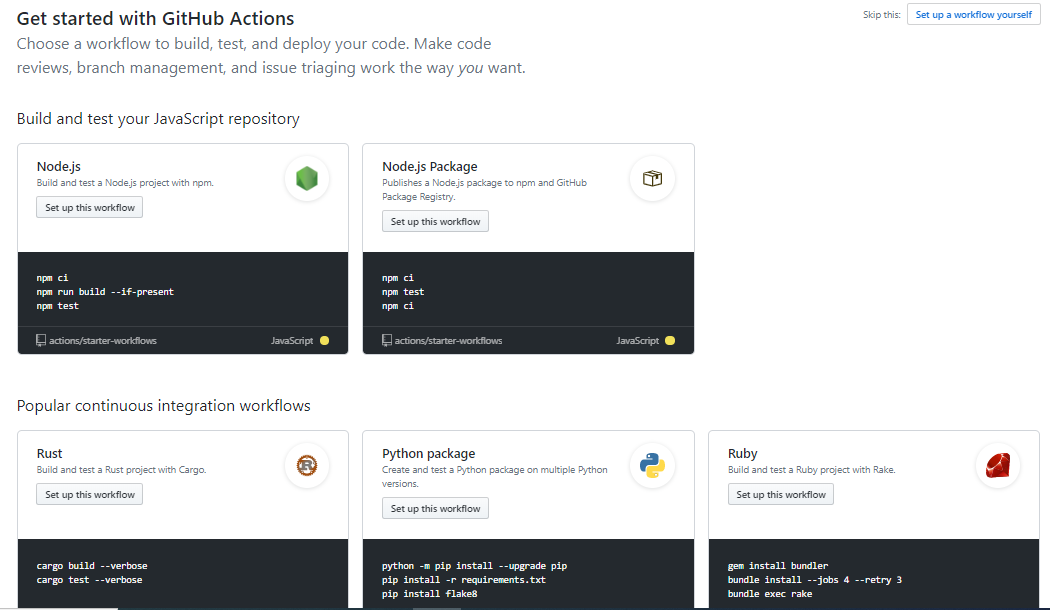 Get started with GitHub Actions
Skip this: Set up a workflow yourself
Choose a workflow to build, test, and deploy your code. Make code
reviews, branch management, and issue triaging work the way you want.
Build and test your JavaScript repository
Node.js
Build and test a Node.js project with npm.
Set up this workflow
npm ci
npm run build --if-present
npm test
actions/starter-workflows JavaScript
Node.js Package
Publishes a Node.js package to npm and GitHub
Package Registry.
Set up this workflow
npm ci
npm test
npm ci
actions/starter-workflows JavaScript
Popular continuous integration workflows
Rust
Build and test a Rust project with Cargo.
Set up this workflow
cargo build --verbose
cargo test --verbose
Python package
Create and test a Python package on multiple Python
versions.
Set up this workflow
python -m pip install --upgrade pip
pip install -r requirements.txt
pip install flake8
Ruby
Build and test a Ruby project with Rake.
Set up this workflow
gem install bundler
bundle install --jobs 4 --retry 3
bundle exec rake